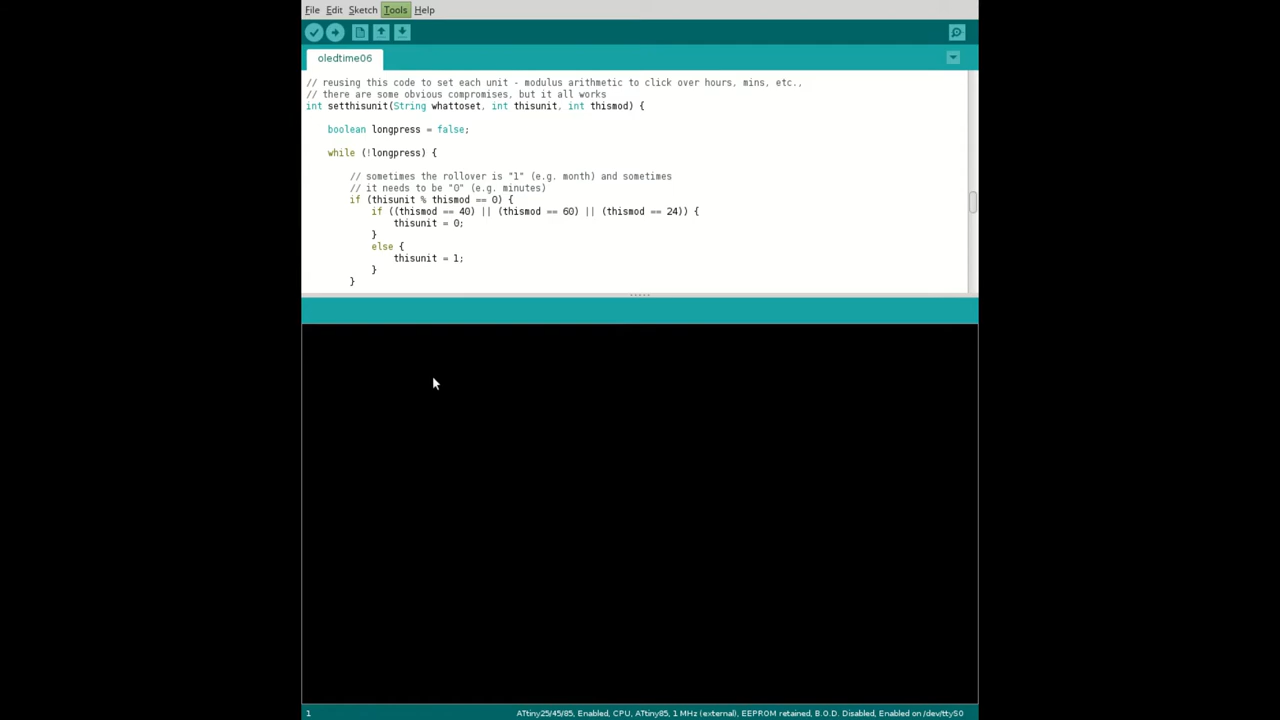 File Edit Sketch Tools Help
oledtime06
// reusing this code to set each unit - modulus arithmetic to click over hours, mins, etc.,
// there are some obvious compromises, but it all works
int setthisunit(String whattoset, int thisunit, int thismod) {
boolean longpress = false;
while (!longpress) {
// sometimes the rollover is "1" (e.g. month) and sometimes
// it needs to be "0" (e.g. minutes)
if (thisunit % thismod == 0) {
if ((thismod == 40) || (thismod == 60) || (thismod == 24)) {
thisunit = 0;
}
else {
thisunit = 1;
}
}
1 ATtiny25/45/85, Enabled, CPU, ATtiny85, 1 MHz (external), EEPROM retained, B.O.D. Disabled, Enabled on /dev/ttyS0